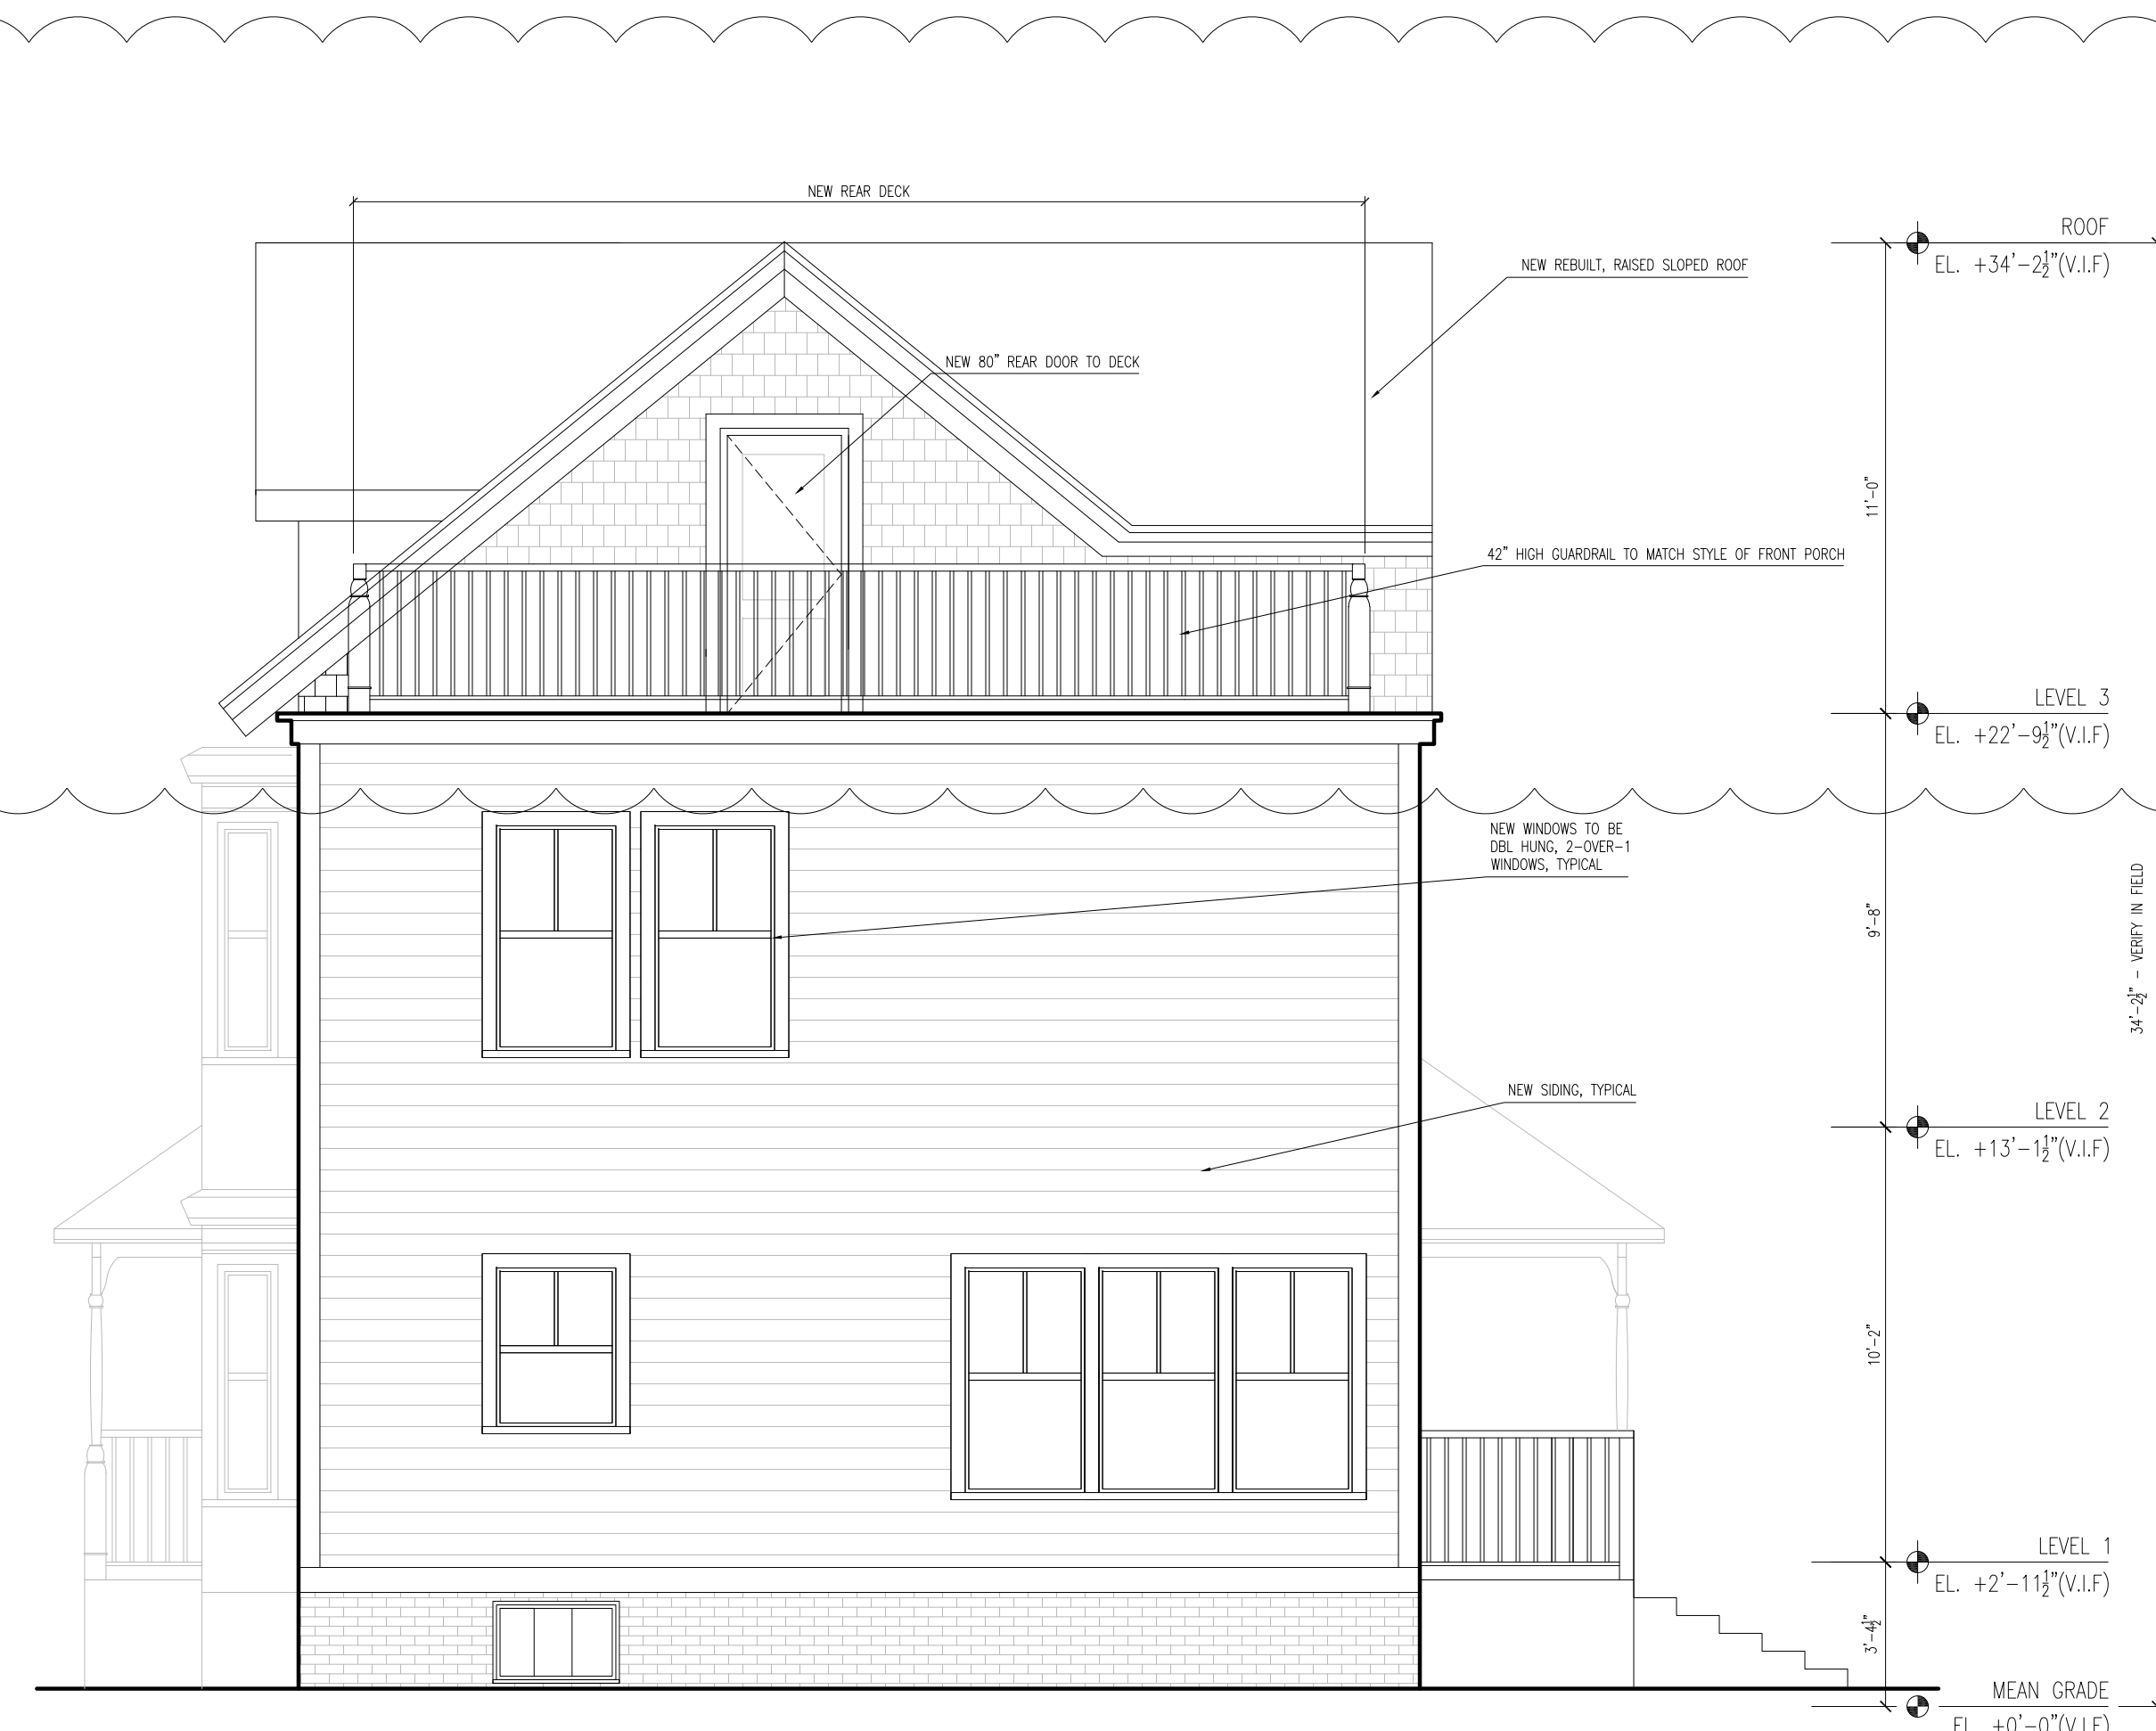 NEW REAR DECK
ROOF
EL. +34'-2½"(V.I.F)
NEW REBUILT, RAISED SLOPED ROOF
NEW 80" REAR DOOR TO DECK
11'-0"
42" HIGH GUARDRAIL TO MATCH STYLE OF FRONT PORCH
LEVEL 3
EL. +22'-9½"(V.I.F)
NEW WINDOWS TO BE
DBL HUNG, 2-OVER-1
WINDOWS, TYPICAL
9'-8"
34'-2½" - VERIFY IN FIELD
NEW SIDING, TYPICAL
LEVEL 2
EL. +13'-1½"(V.I.F)
10'-2"
LEVEL 1
EL. +2'-11½"(V.I.F)
3'-4½"
MEAN GRADE
EL. +0'-0"(V.I.F)